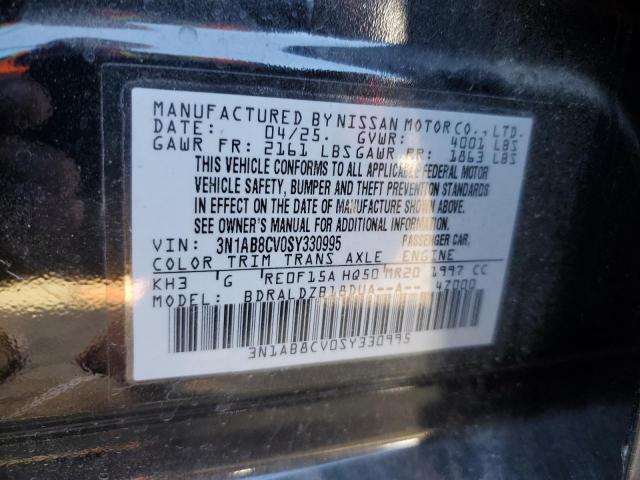 MANUFACTURED BY NISSAN MOTOR CO., LTD.
DATE: 04/25 GVWR: 4001 LBS
GAWR FR: 2161 LBS GAWR RR: 1863 LBS
THIS VEHICLE CONFORMS TO ALL APPLICABLE FEDERAL MOTOR
VEHICLE SAFETY, BUMPER AND THEFT PREVENTION STANDARDS
IN EFFECT ON THE DATE OF MANUFACTURE SHOWN ABOVE.
SEE OWNER'S MANUAL FOR ADDITIONAL INFORMATION
VIN: 3N1AB8CV0SY330995 PASSENGER CAR,
COLOR TRIM TRANS AXLE ENGINE
KH3 G RE0F15A HQ50 MR20 1997 CC
MODEL: BDRALDZB18DUA--A-- 47000
3N1AB8CV0SY330995